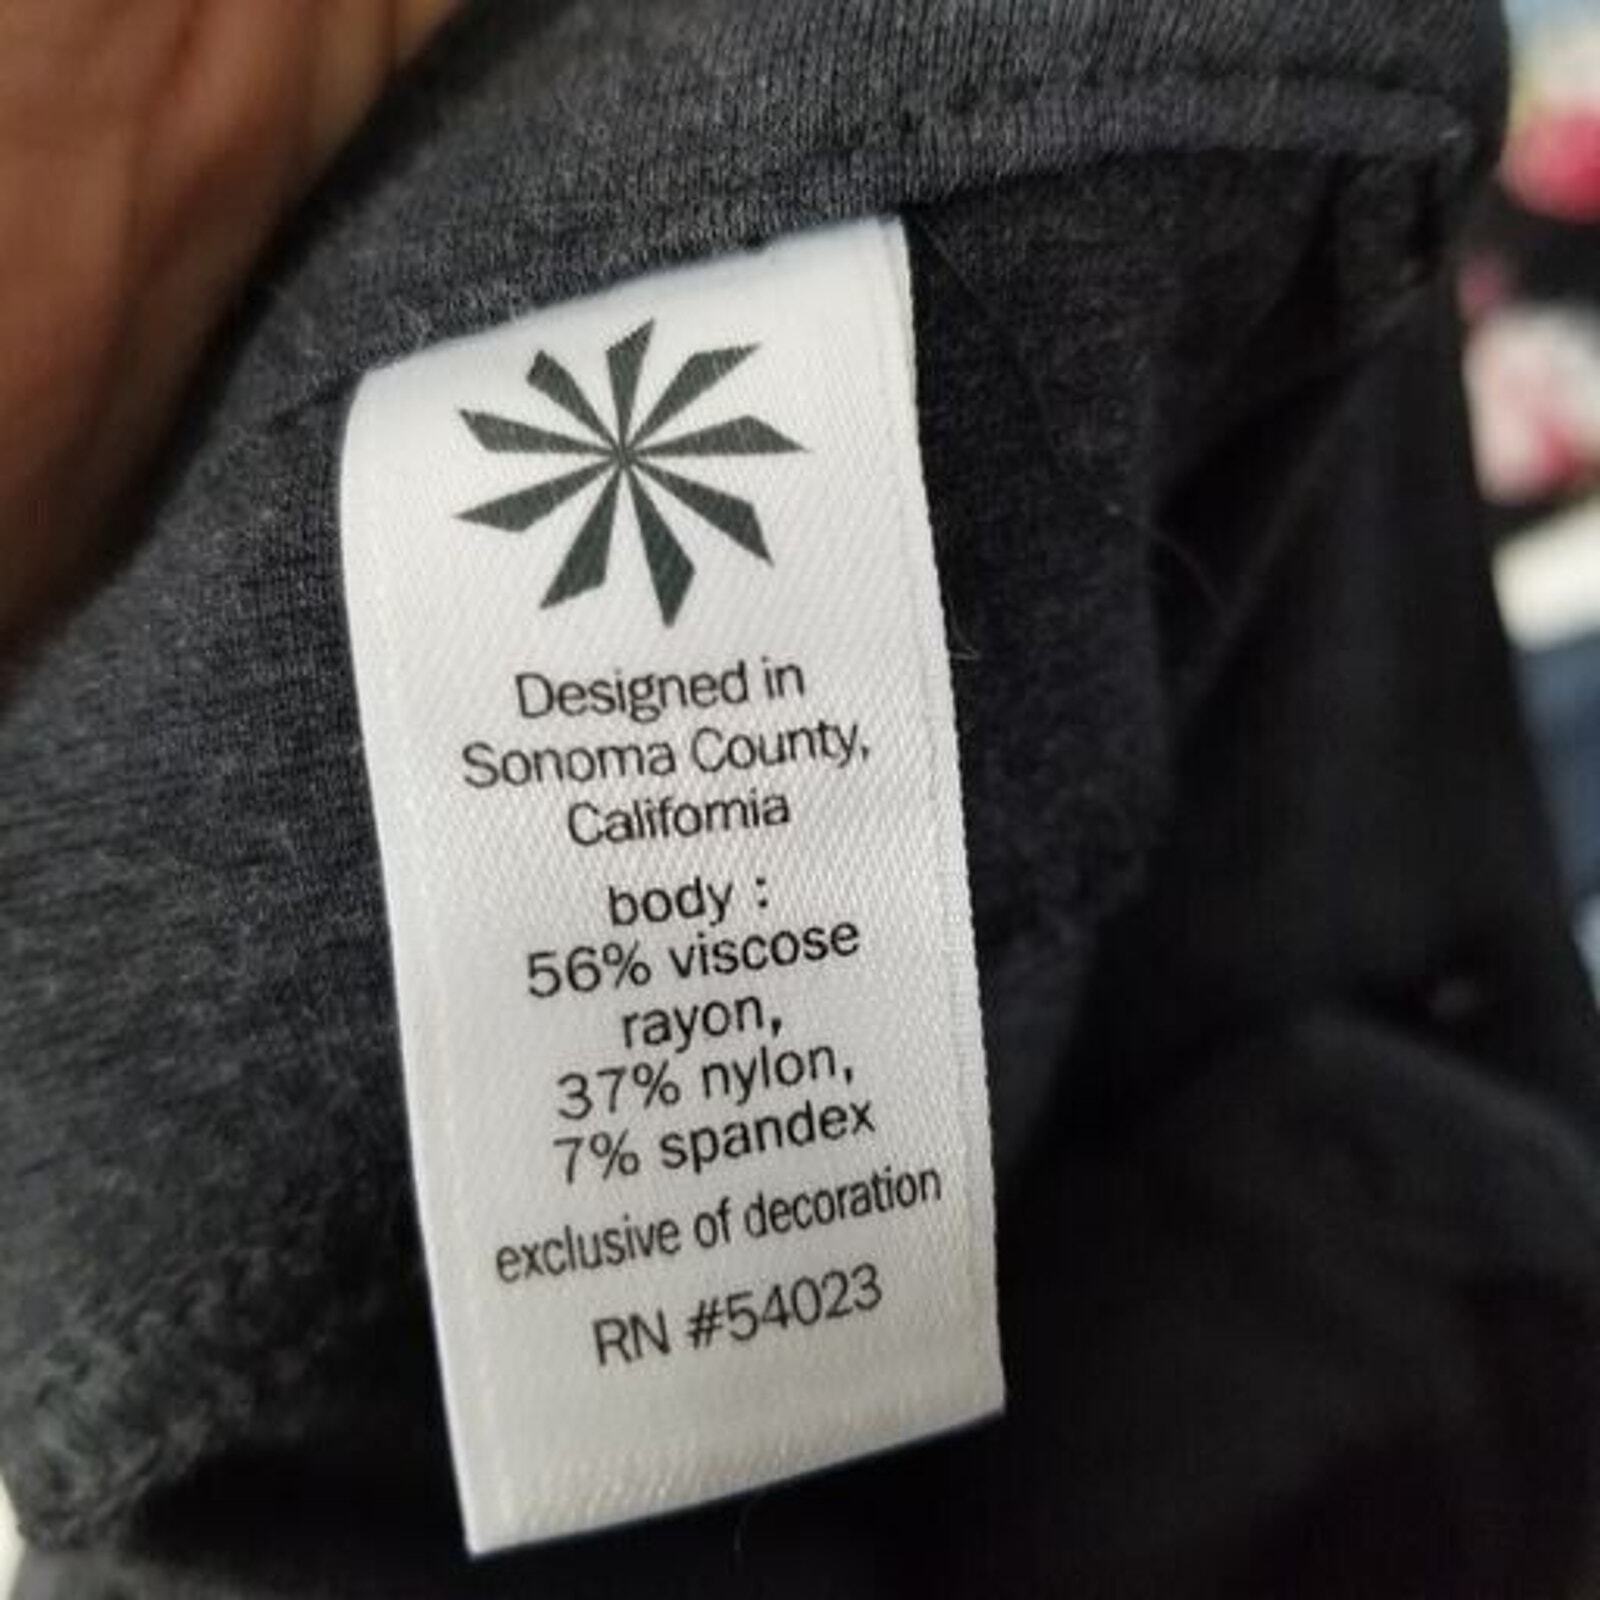 Designed in
Sonoma County,
California
body :
56% viscose
rayon,
37% nylon,
7% spandex
exclusive of decoration
RN #54023